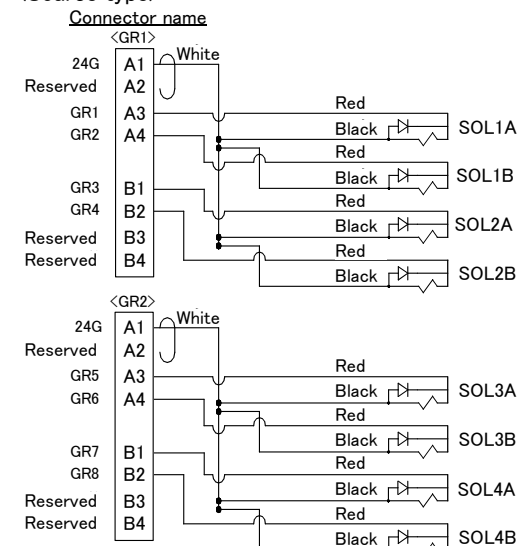 Connector name
<GR1>
White
24G A1
Reserved A2
GR1 A3 Red
GR2 A4 Black SOL1A
Red
GR3 B1 Black SOL1B
Red
GR4 B2 Black SOL2A
Reserved B3 Red
Reserved B4 Black SOL2B
<GR2>
White
24G A1
Reserved A2
GR5 A3 Red
GR6 A4 Black SOL3A
Red
GR7 B1 Black SOL3B
Red
GR8 B2 Black SOL4A
Reserved B3 Red
Reserved B4 Black SOL4B